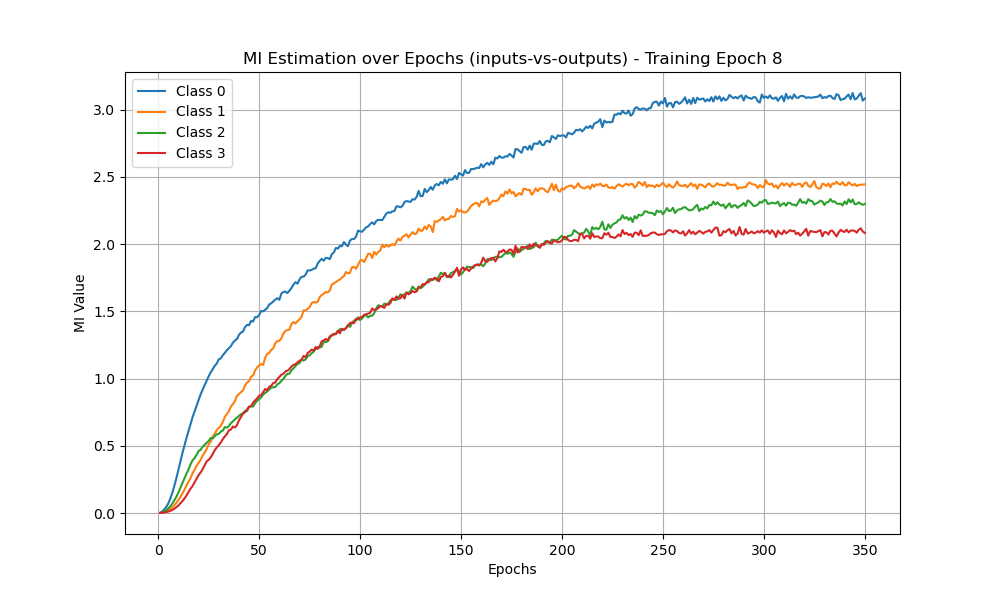 MI Estimation over Epochs (inputs-vs-outputs) - Training Epoch 8
Class 0
Class 1
Class 2
Class 3
MI Value
3.0
2.5
2.0
1.5
1.0
0.5
0.0
0 50 100 150 200 250 300 350
Epochs